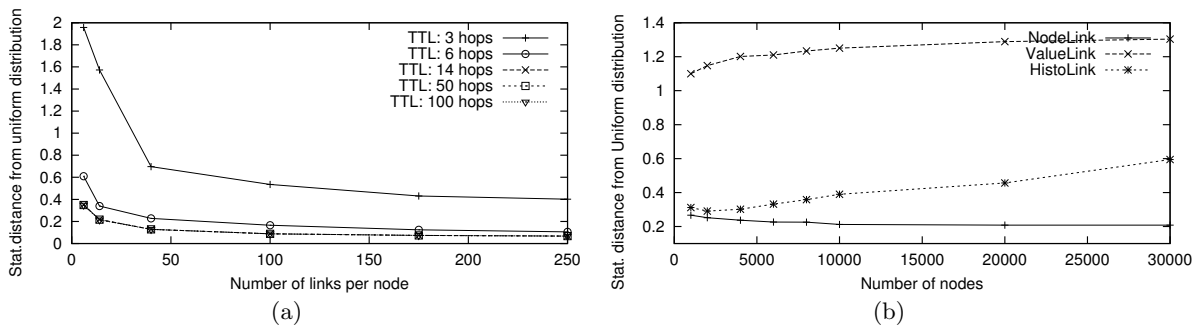 Stat.distance from uniform distribution
2
1.8
1.6
1.4
1.2
1
0.8
0.6
0.4
0.2
0
0
50
100
150
200
250
Number of links per node
TTL: 3 hops
TTL: 6 hops
TTL: 14 hops
TTL: 50 hops
TTL: 100 hops
(a)
Stat. distance from Uniform distribution
1.4
1.2
1
0.8
0.6
0.4
0.2
0
5000
10000
15000
20000
25000
30000
Number of nodes
NodeLink
ValueLink
HistoLink
(b)